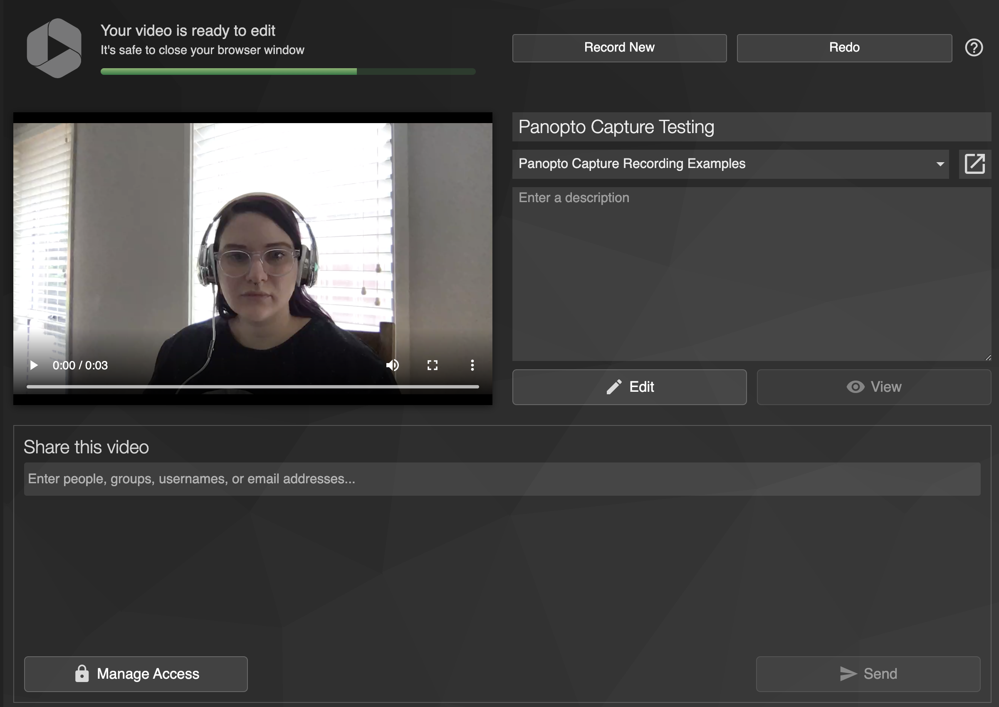 Your video is ready to edit
It's safe to close your browser window
Record New
Redo
Panopto Capture Testing
Panopto Capture Recording Examples
Enter a description
0:00 / 0:03
Edit
View
Share this video
Enter people, groups, usernames, or email addresses...
Manage Access
Send